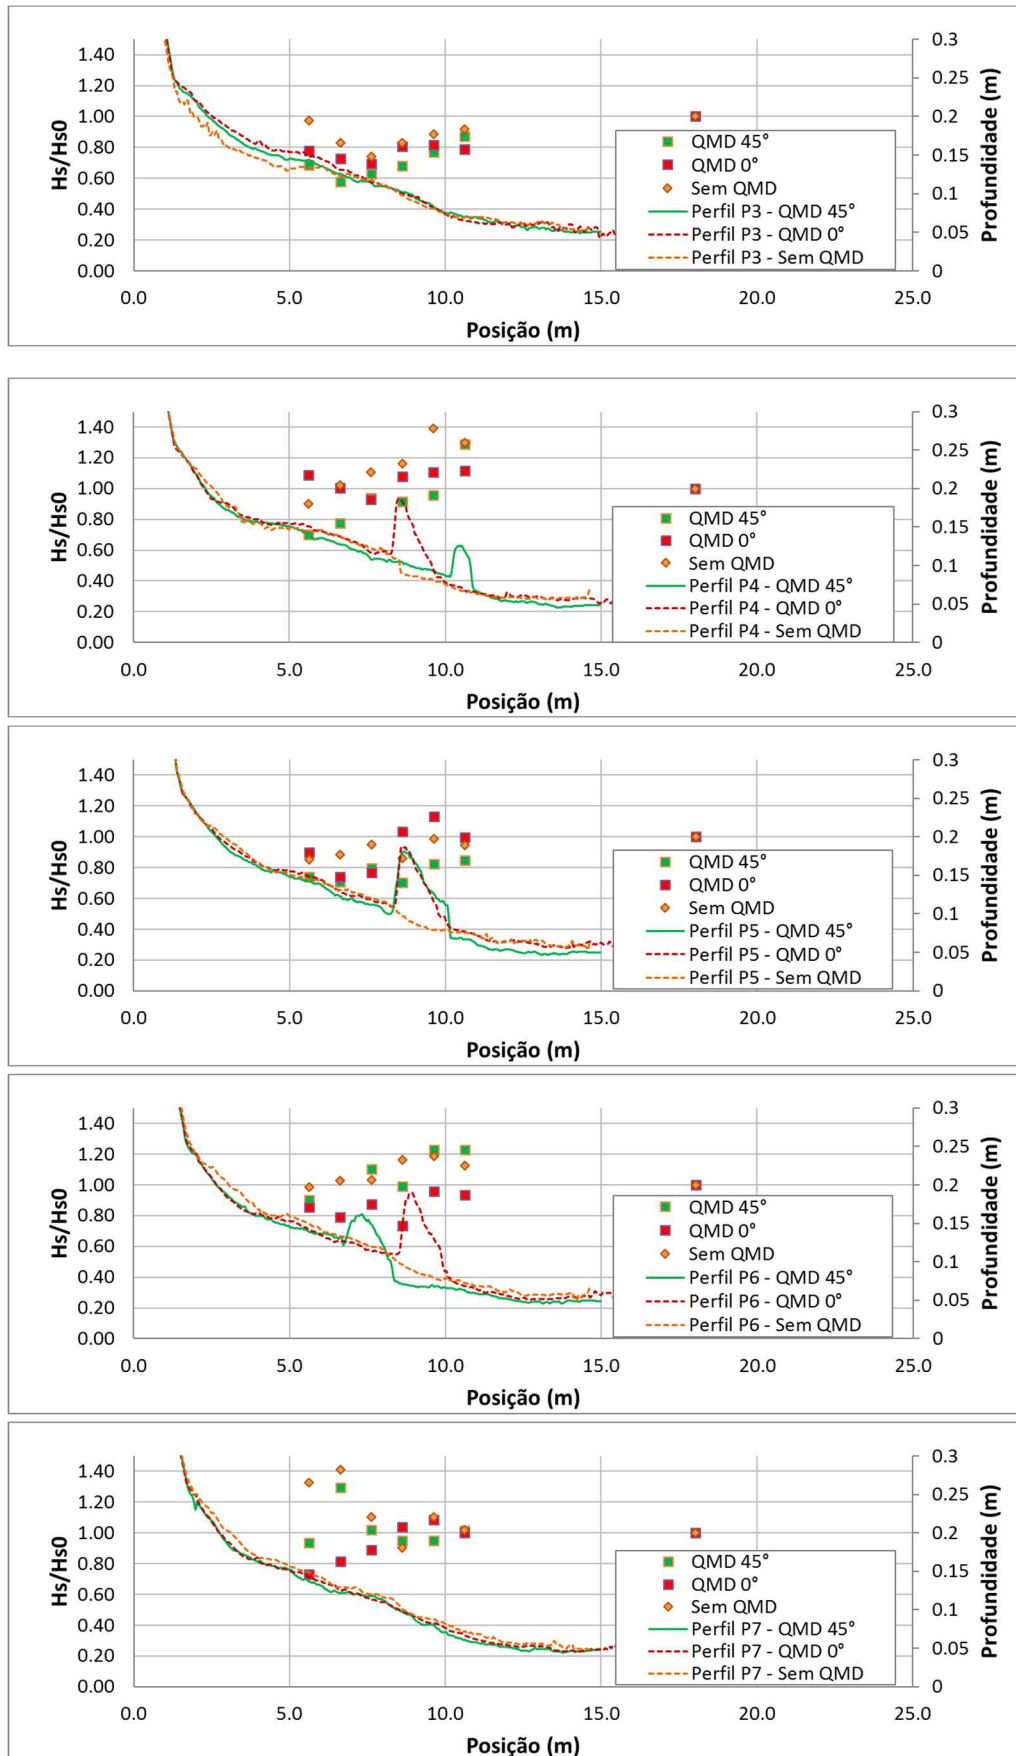 Hs/Hs0
1.40
1.20
1.00
0.80
0.60
0.40
0.20
0.00
0.0
5.0
10.0
15.0
20.0
25.0
Posição (m)
0.3
0.25
0.2
0.15
0.1
0.05
0
Profundidade (m)
QMD 45°
QMD 0°
Sem QMD
Perfil P3 - QMD 45°
Perfil P3 - QMD 0°
Perfil P3 - Sem QMD
Hs/Hs0
1.40
1.20
1.00
0.80
0.60
0.40
0.20
0.00
0.0
5.0
10.0
15.0
20.0
25.0
Posição (m)
0.3
0.25
0.2
0.15
0.1
0.05
0
Profundidade (m)
QMD 45°
QMD 0°
Sem QMD
Perfil P4 - QMD 45°
Perfil P4 - QMD 0°
Perfil P4 - Sem QMD
Hs/Hs0
1.40
1.20
1.00
0.80
0.60
0.40
0.20
0.00
0.0
5.0
10.0
15.0
20.0
25.0
Posição (m)
0.3
0.25
0.2
0.15
0.1
0.05
0
Profundidade (m)
QMD 45°
QMD 0°
Sem QMD
Perfil P5 - QMD 45°
Perfil P5 - QMD 0°
Perfil P5 - Sem QMD
Hs/Hs0
1.40
1.20
1.00
0.80
0.60
0.40
0.20
0.00
0.0
5.0
10.0
15.0
20.0
25.0
Posição (m)
0.3
0.25
0.2
0.15
0.1
0.05
0
Profundidade (m)
QMD 45°
QMD 0°
Sem QMD
Perfil P6 - QMD 45°
Perfil P6 - QMD 0°
Perfil P6 - Sem QMD
Hs/Hs0
1.40
1.20
1.00
0.80
0.60
0.40
0.20
0.00
0.0
5.0
10.0
15.0
20.0
25.0
Posição (m)
0.3
0.25
0.2
0.15
0.1
0.05
0
Profundidade (m)
QMD 45°
QMD 0°
Sem QMD
Perfil P7 - QMD 45°
Perfil P7 - QMD 0°
Perfil P7 - Sem QMD